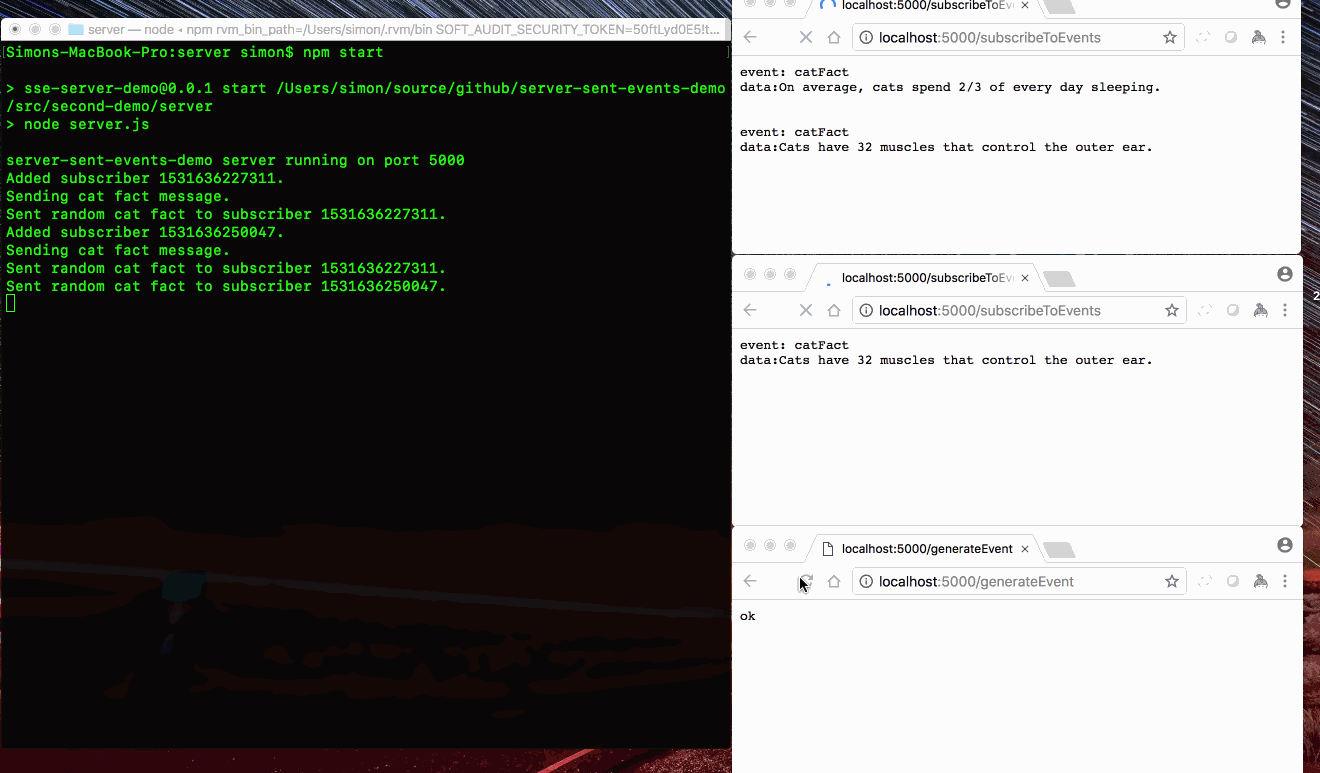 server — node ◂ npm rvm_bin_path=/Users/simon/.rvm/bin SOFT_AUDIT_SECURITY_TOKEN=50ftLyd0E5!t...
Simons-MacBook-Pro:server simon$ npm start
> sse-server-demo@0.0.1 start /Users/simon/source/github/server-sent-events-demo
/src/second-demo/server
> node server.js
server-sent-events-demo server running on port 5000
Added subscriber 1531636227311.
Sending cat fact message.
Sent random cat fact to subscriber 1531636227311.
Added subscriber 1531636250047.
Sending cat fact message.
Sent random cat fact to subscriber 1531636227311.
Sent random cat fact to subscriber 1531636250047.
localhost:5000/subscribeToEv
localhost:5000/subscribeToEvents
event: catFact
data:On average, cats spend 2/3 of every day sleeping.
event: catFact
data:Cats have 32 muscles that control the outer ear.
localhost:5000/subscribeToEv
localhost:5000/subscribeToEvents
event: catFact
data:Cats have 32 muscles that control the outer ear.
2
localhost:5000/generateEvent
localhost:5000/generateEvent
ok